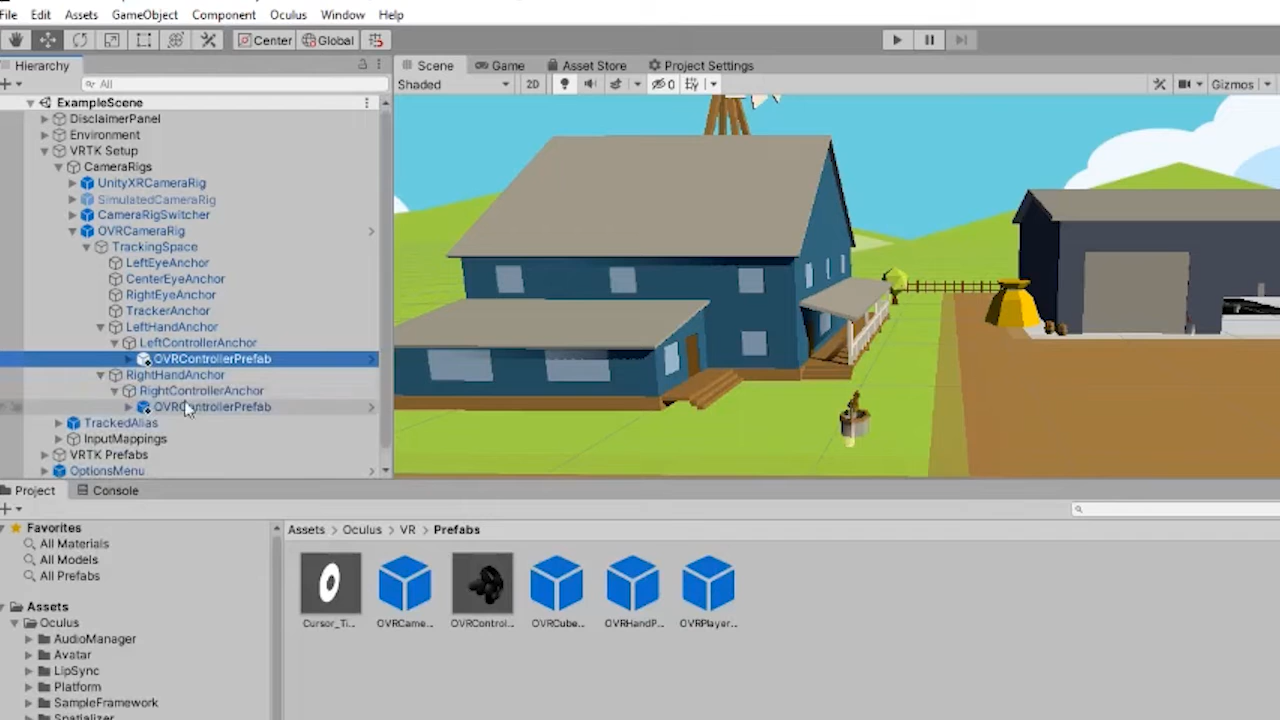 File Edit Assets GameObject Component Oculus Window Help
Center Global
Hierarchy
Scene Game Asset Store Project Settings
All
Shaded 2D 0 Gizmos
ExampleScene
DisclaimerPanel
Environment
VRTK Setup
CameraRigs
UnityXRCameraRig
SimulatedCameraRig
CameraRigSwitcher
OVRCameraRig
TrackingSpace
LeftEyeAnchor
CenterEyeAnchor
RightEyeAnchor
TrackerAnchor
LeftHandAnchor
LeftControllerAnchor
OVRControllerPrefab
RightHandAnchor
RightControllerAnchor
OVRControllerPrefab
TrackedAlias
InputMappings
VRTK Prefabs
OptionsMenu
Project Console
Favorites
All Materials
All Models
All Prefabs
Assets
Oculus
AudioManager
Avatar
LipSync
Platform
SampleFramework
Spatializer
Assets > Oculus > VR > Prefabs
Cursor_Ti... OVRCame... OVRControl... OVRCube... OVRHandP... OVRPlayer...